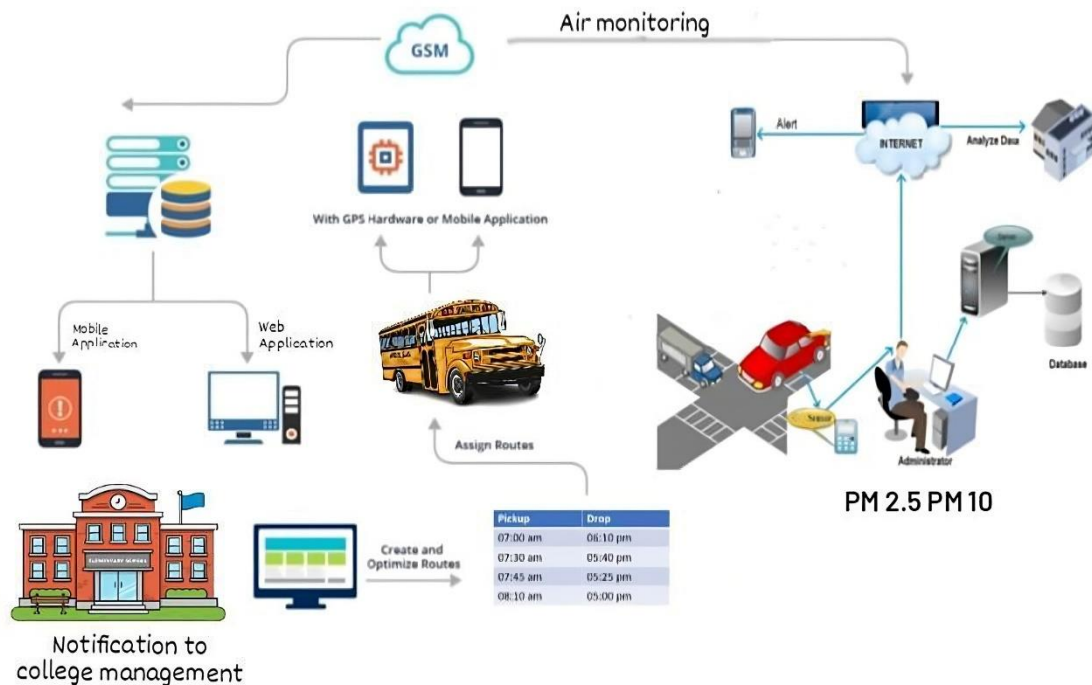 Air monitoring
GSM
Alert
INTERNET
Analyze Data
With GPS Hardware or Mobile Application
Server
Mobile
Application
Web
Application
Database
Sensor
Assign Routes
Administrator
PM 2.5 PM 10
ELEMENTARY SCHOOL
Create and
Optimize Routes
Pickup Drop
07:00 am 06:10 pm
07:30 am 05:40 pm
07:45 am 05:25 pm
08:10 am 05:00 pm
Notification to
college management